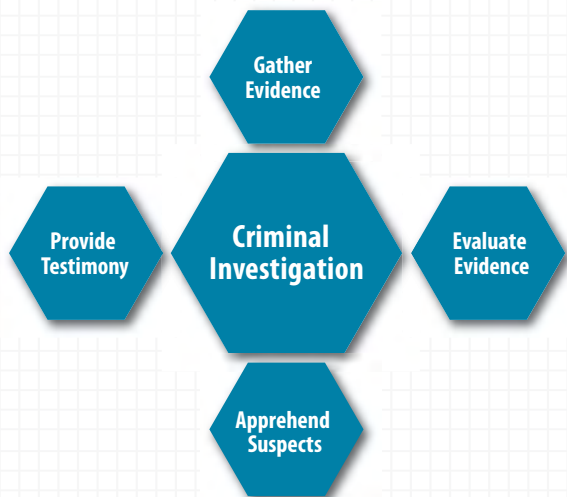 Gather
Evidence
Provide
Testimony
Criminal
Investigation
Evaluate
Evidence
Apprehend
Suspects